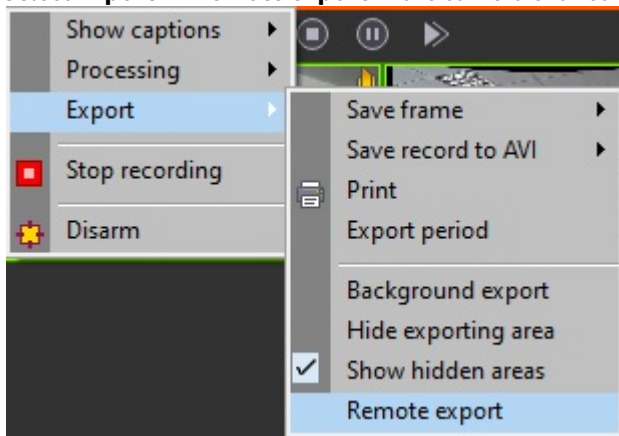 Show captions
Processing
Export
Stop recording
Disarm
Save frame
Save record to AVI
Print
Export period
Background export
Hide exporting area
Show hidden areas
Remote export